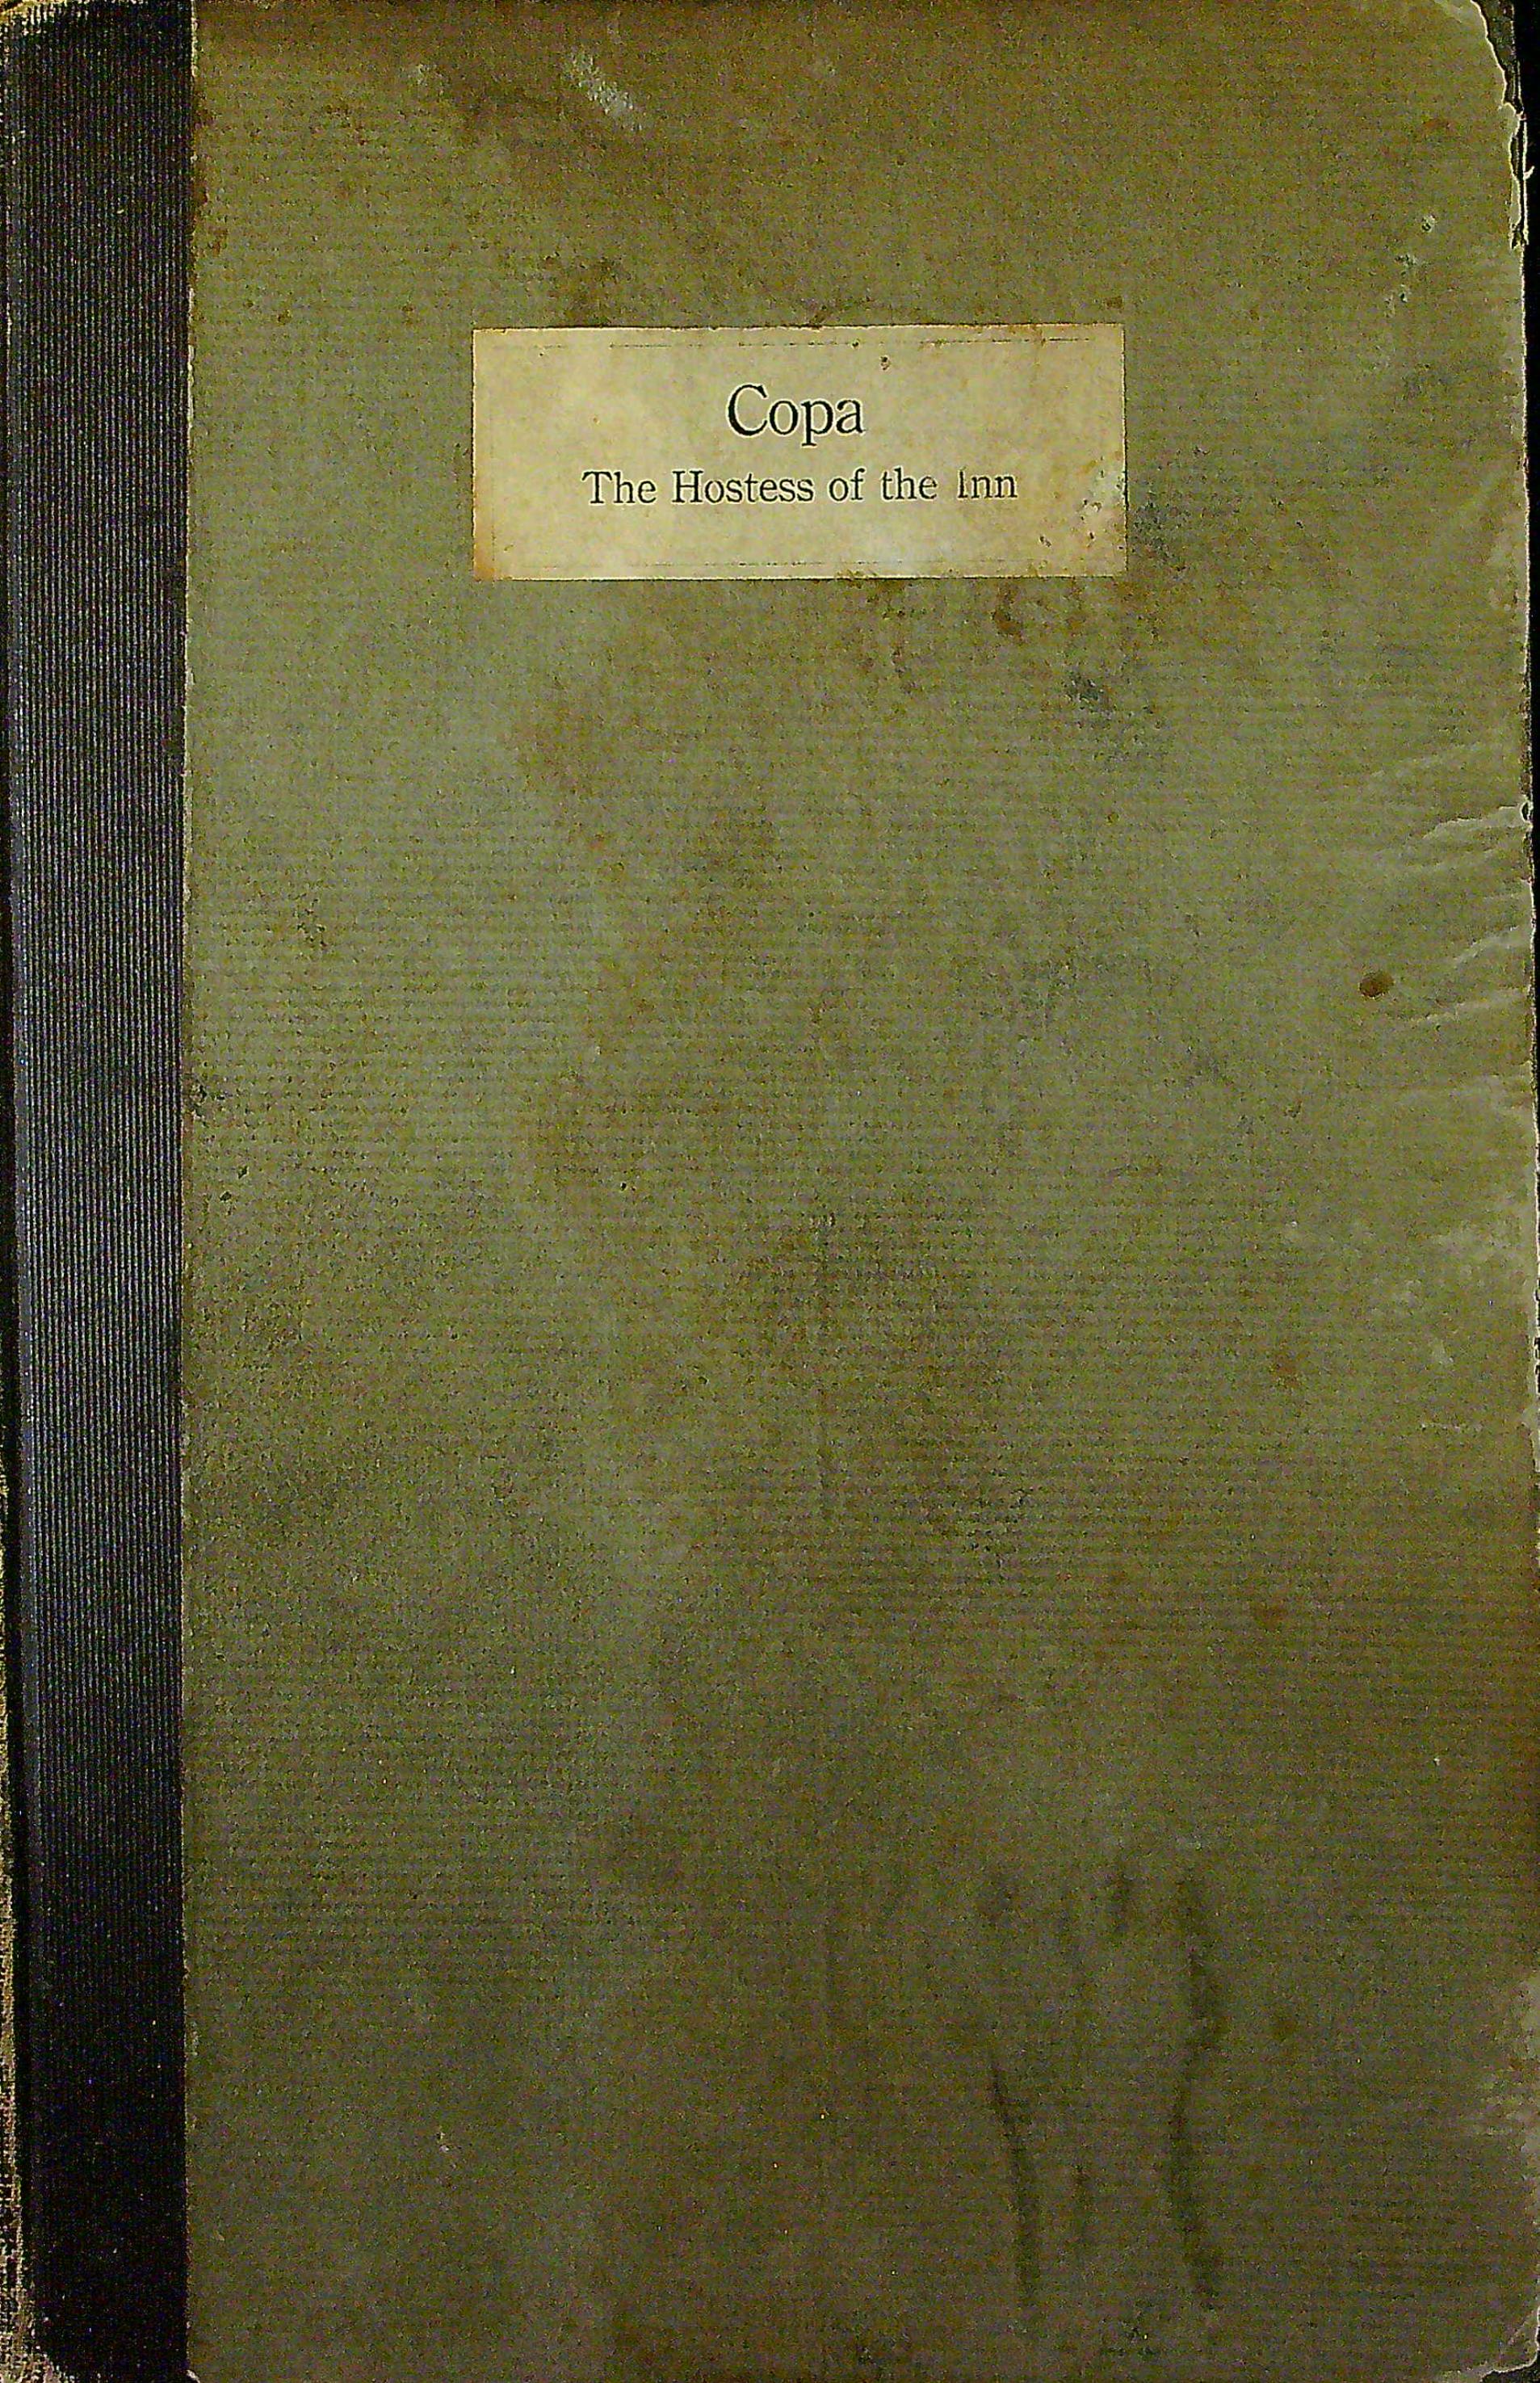 Copa
The Hostess of the Inn